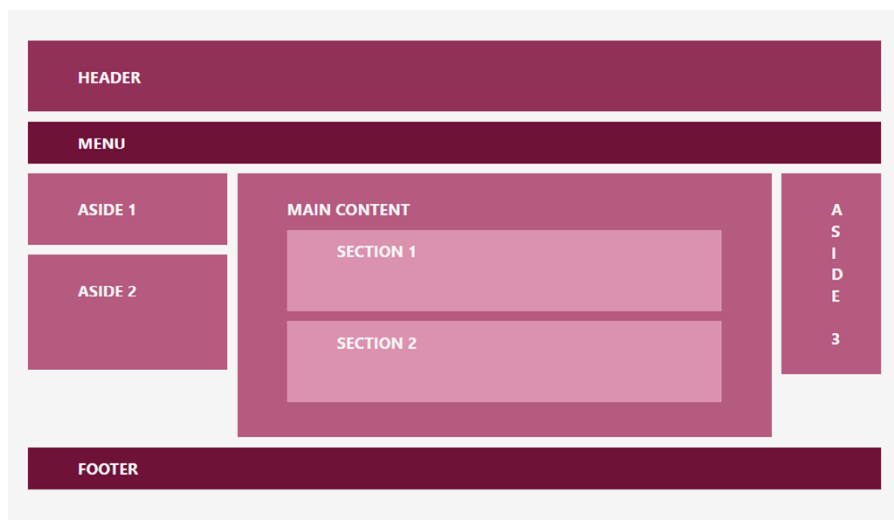 HEADER
MENU
ASIDE 1
ASIDE 2
MAIN CONTENT
SECTION 1
SECTION 2
A
S
I
D
E
3
FOOTER